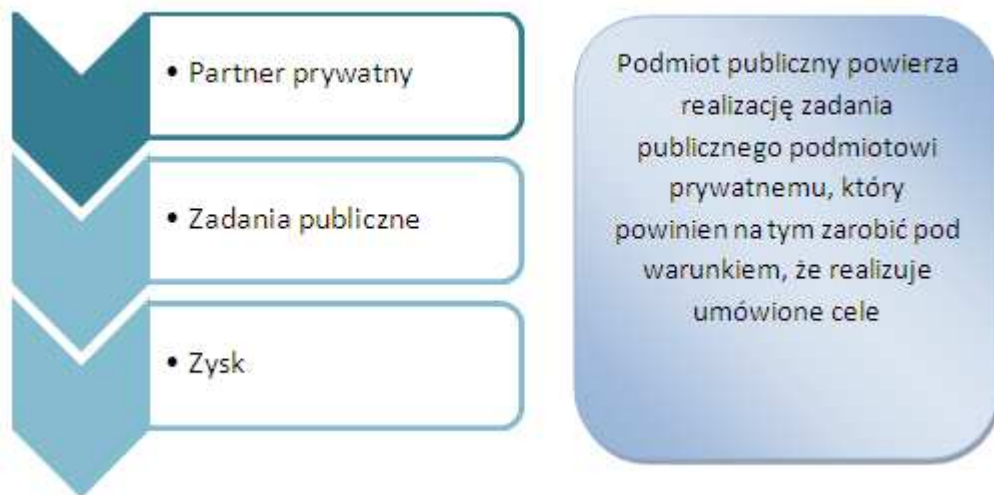 • Partner prywatny
• Zadania publiczne
• Zysk
Podmiot publiczny powierza
realizację zadania
publicznego podmiotowi
prywatnemu, który
powinien na tym zarobić pod
warunkiem, że realizuje
umówione cele